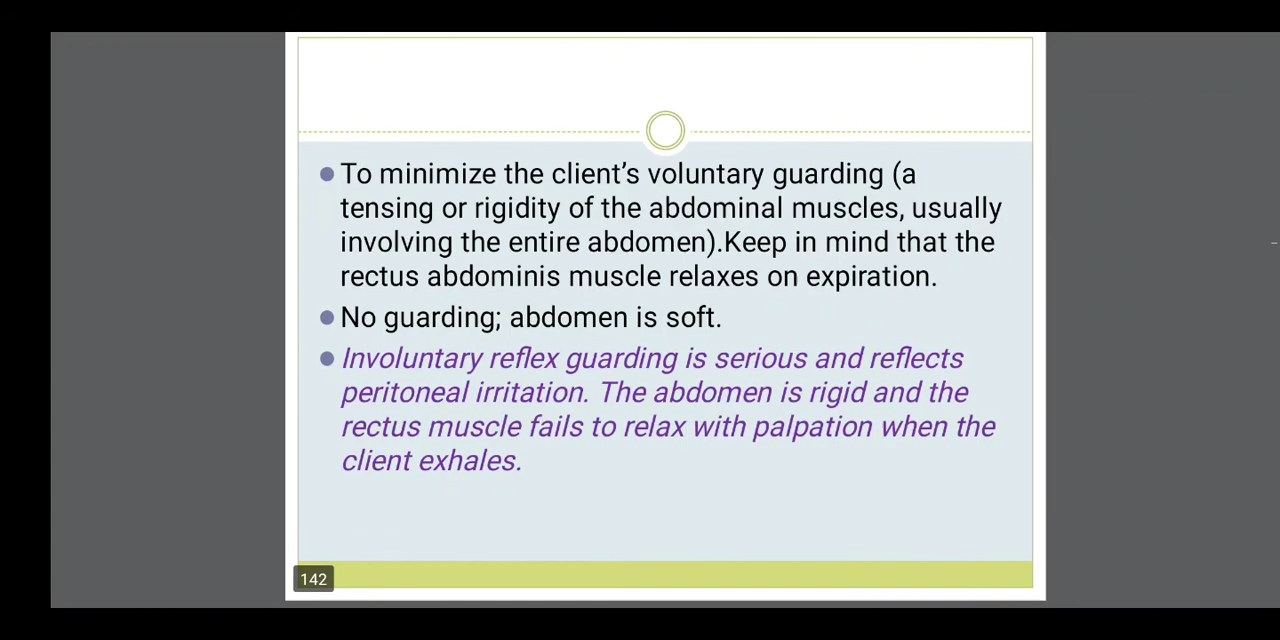 To minimize the client’s voluntary guarding (a
tensing or rigidity of the abdominal muscles, usually
involving the entire abdomen).Keep in mind that the
rectus abdominis muscle relaxes on expiration.
No guarding; abdomen is soft.
Involuntary reflex guarding is serious and reflects
peritoneal irritation. The abdomen is rigid and the
rectus muscle fails to relax with palpation when the
client exhales.
142